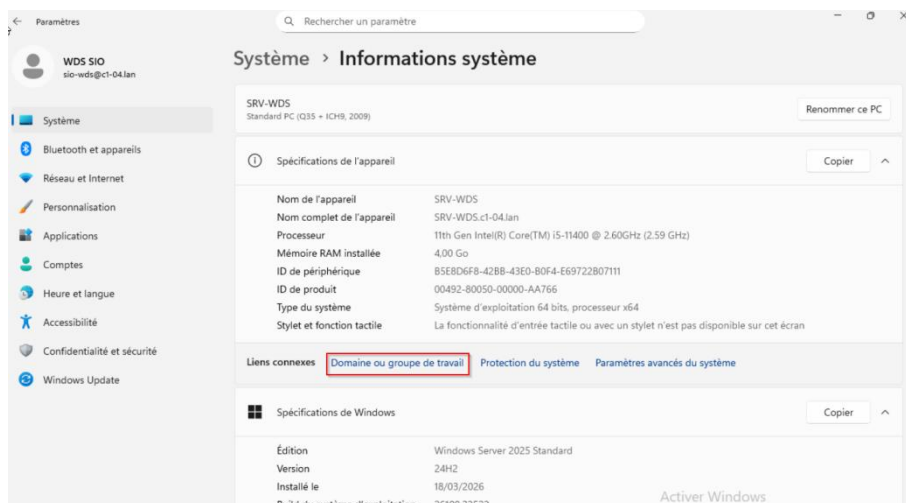 Paramètres
Rechercher un paramètre
WDS SIO
sio-wds@c1-04.lan
Système
Bluetooth et appareils
Réseau et Internet
Personnalisation
Applications
Comptes
Heure et langue
Accessibilité
Confidentialité et sécurité
Windows Update
Système > Informations système
SRV-WDS
Standard PC (Q35 + ICH9, 2009)
Renommer ce PC
Spécifications de l'appareil
Copier
Nom de l'appareil SRV-WDS
Nom complet de l'appareil SRV-WDS.c1-04.lan
Processeur 11th Gen Intel(R) Core(TM) i5-11400 @ 2.60GHz (2.59 GHz)
Mémoire RAM installée 4,00 Go
ID de périphérique B5E8D6F8-42BB-43E0-B0F4-E69722B07111
ID de produit 00492-80050-00000-AA766
Type du système Système d'exploitation 64 bits, processeur x64
Stylet et fonction tactile La fonctionnalité d'entrée tactile ou avec un stylet n'est pas disponible sur cet écran
Liens connexes Domaine ou groupe de travail Protection du système Paramètres avancés du système
Spécifications de Windows
Copier
Édition Windows Server 2025 Standard
Version 24H2
Installé le 18/03/2026
Activer Windows